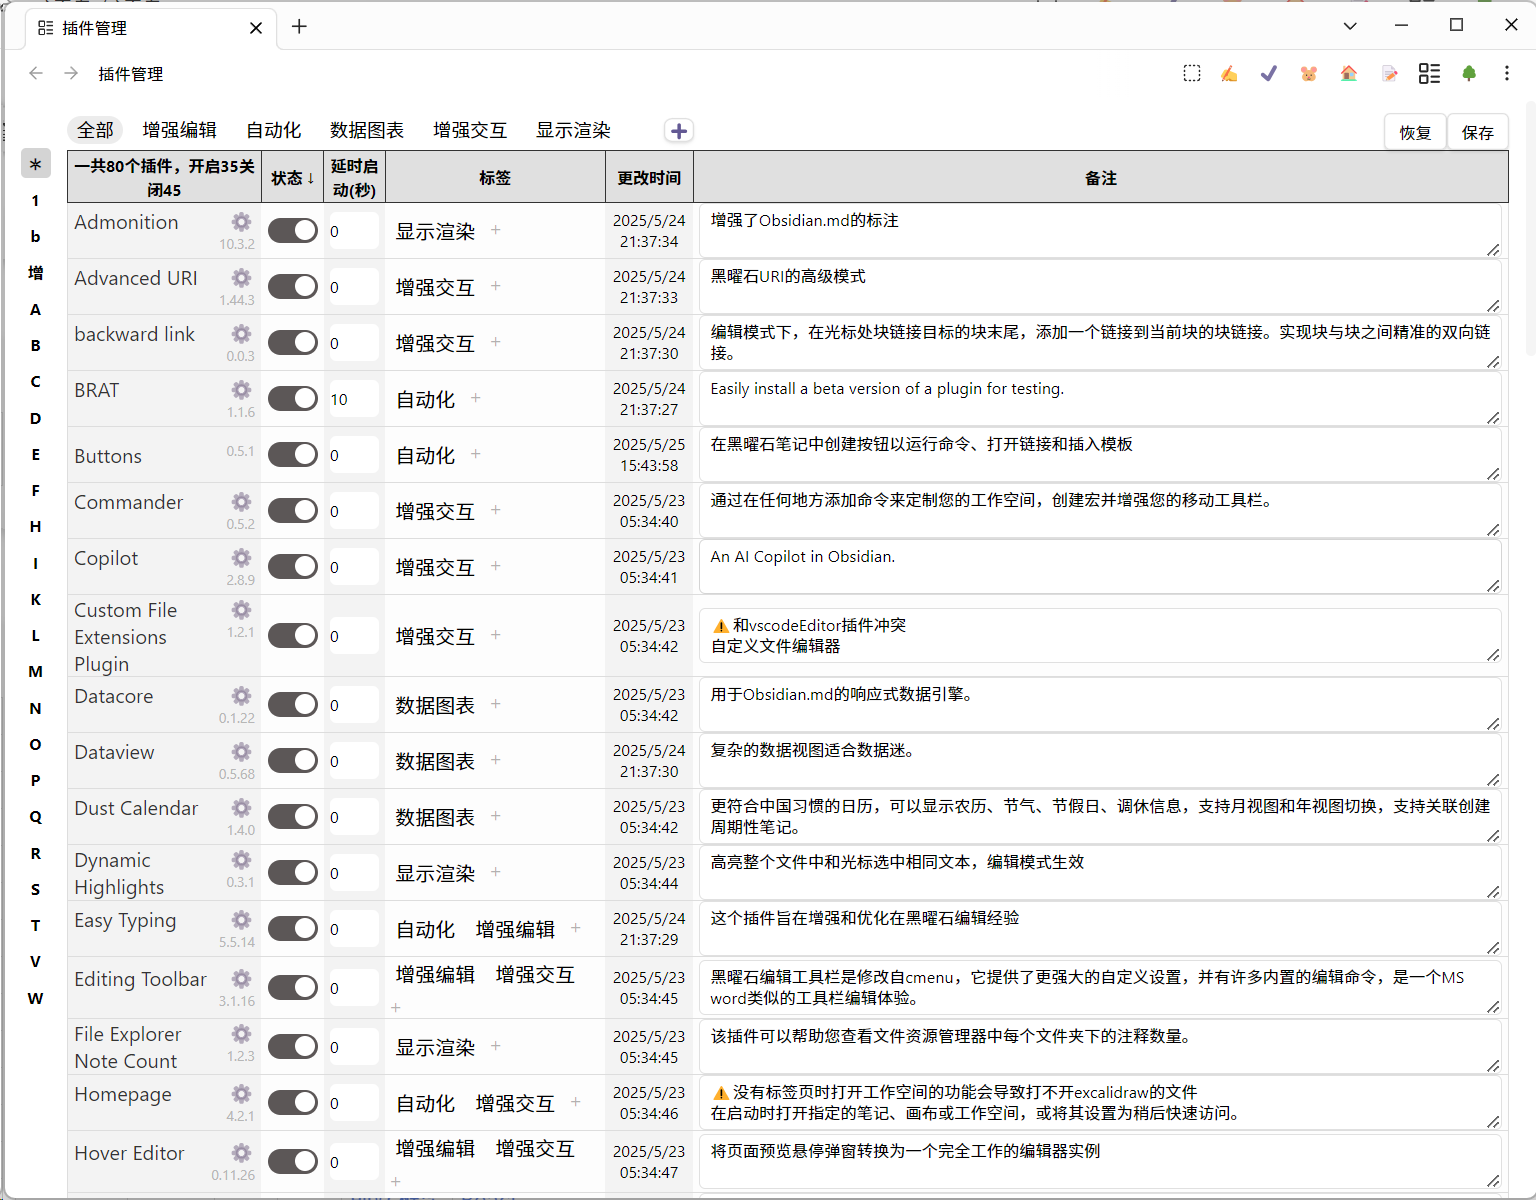 插件管理
插件管理
全部 增强编辑 自动化 数据图表 增强交互 显示渲染
恢复 保存
一共80个插件，开启35关闭45 状态↓ 延时启动(秒) 标签 更改时间 备注
*
1
b
增
A
B
C
D
E
F
H
I
K
L
M
N
O
P
Q
R
S
T
V
W
Admonition 10.3.2 0 显示渲染 + 2025/5/24 21:37:34 增强了Obsidian.md的标注
Advanced URI 1.44.3 0 增强交互 + 2025/5/24 21:37:33 黑曜石URI的高级模式
backward link 0.0.3 0 增强交互 + 2025/5/24 21:37:30 编辑模式下，在光标处块链接目标的块末尾，添加一个链接到当前块的块链接。实现块与块之间精准的双向链接。
BRAT 1.1.6 10 自动化 + 2025/5/24 21:37:27 Easily install a beta version of a plugin for testing.
Buttons 0.5.1 0 自动化 + 2025/5/25 15:43:58 在黑曜石笔记中创建按钮以运行命令、打开链接和插入模板
Commander 0.5.2 0 增强交互 + 2025/5/23 05:34:40 通过在任何地方添加命令来定制您的工作空间，创建宏并增强您的移动工具栏。
Copilot 2.8.9 0 增强交互 + 2025/5/23 05:34:41 An AI Copilot in Obsidian.
Custom File Extensions Plugin 1.2.1 0 增强交互 + 2025/5/23 05:34:42 ⚠️和vscodeEditor插件冲突
自定义文件编辑器
Datacore 0.1.22 0 数据图表 + 2025/5/23 05:34:42 用于Obsidian.md的响应式数据引擎。
Dataview 0.5.68 0 数据图表 + 2025/5/24 21:37:30 复杂的数据视图适合数据迷。
Dust Calendar 1.4.0 0 数据图表 + 2025/5/23 05:34:42 更符合中国习惯的日历，可以显示农历、节气、节假日、调休信息，支持月视图和年视图切换，支持关联创建周期性笔记。
Dynamic Highlights 0.3.1 0 显示渲染 + 2025/5/23 05:34:44 高亮整个文件中和光标选中相同文本，编辑模式生效
Easy Typing 5.5.14 0 自动化 增强编辑 + 2025/5/24 21:37:29 这个插件旨在增强和优化在黑曜石编辑经验
Editing Toolbar 3.1.16 0 增强编辑 增强交互 + 2025/5/23 05:34:45 黑曜石编辑工具栏是修改自cmenu，它提供了更强大的自定义设置，并有许多内置的编辑命令，是一个MS word类似的工具栏编辑体验。
File Explorer Note Count 1.2.3 0 显示渲染 + 2025/5/23 05:34:45 该插件可以帮助您查看文件资源管理器中每个文件夹下的注释数量。
Homepage 4.2.1 0 自动化 增强交互 + 2025/5/23 05:34:46 ⚠️没有标签页时打开工作空间的功能会导致打不开excalidraw的文件
在启动时打开指定的笔记、画布或工作空间，或将其设置为稍后快速访问。
Hover Editor 0.11.26 0 增强编辑 增强交互 + 2025/5/23 05:34:47 将页面预览悬停弹窗转换为一个完全工作的编辑器实例